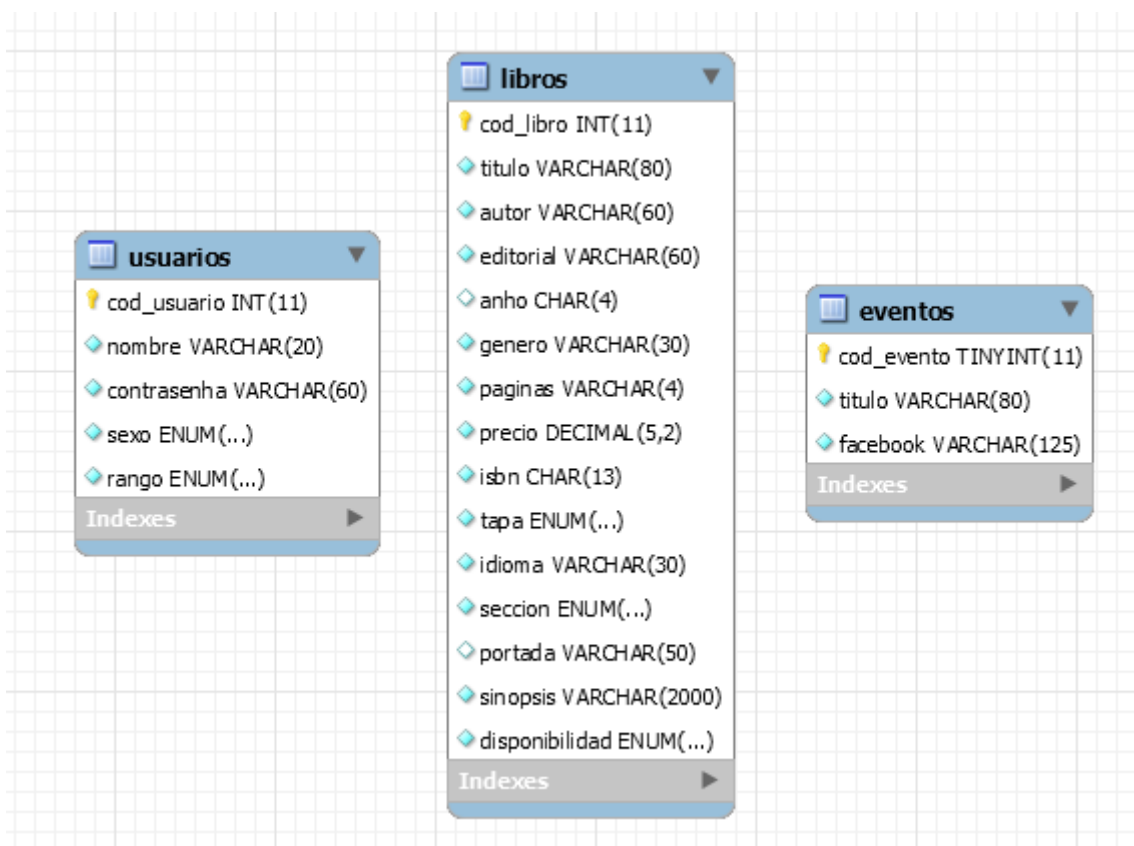 usuarios
cod_usuario INT(11)
nombre VARCHAR(20)
contrasenha VARCHAR(60)
sexo ENUM(...)
rango ENUM(...)
Indexes
libros
cod_libro INT(11)
titulo VARCHAR(80)
autor VARCHAR(60)
editorial VARCHAR(60)
anho CHAR(4)
genero VARCHAR(30)
paginas VARCHAR(4)
precio DECIMAL(5,2)
isbn CHAR(13)
tapa ENUM(...)
idioma VARCHAR(30)
seccion ENUM(...)
portada VARCHAR(50)
sinopsis VARCHAR(2000)
disponibilidad ENUM(...)
Indexes
eventos
cod_evento TINYINT(11)
titulo VARCHAR(80)
facebook VARCHAR(125)
Indexes